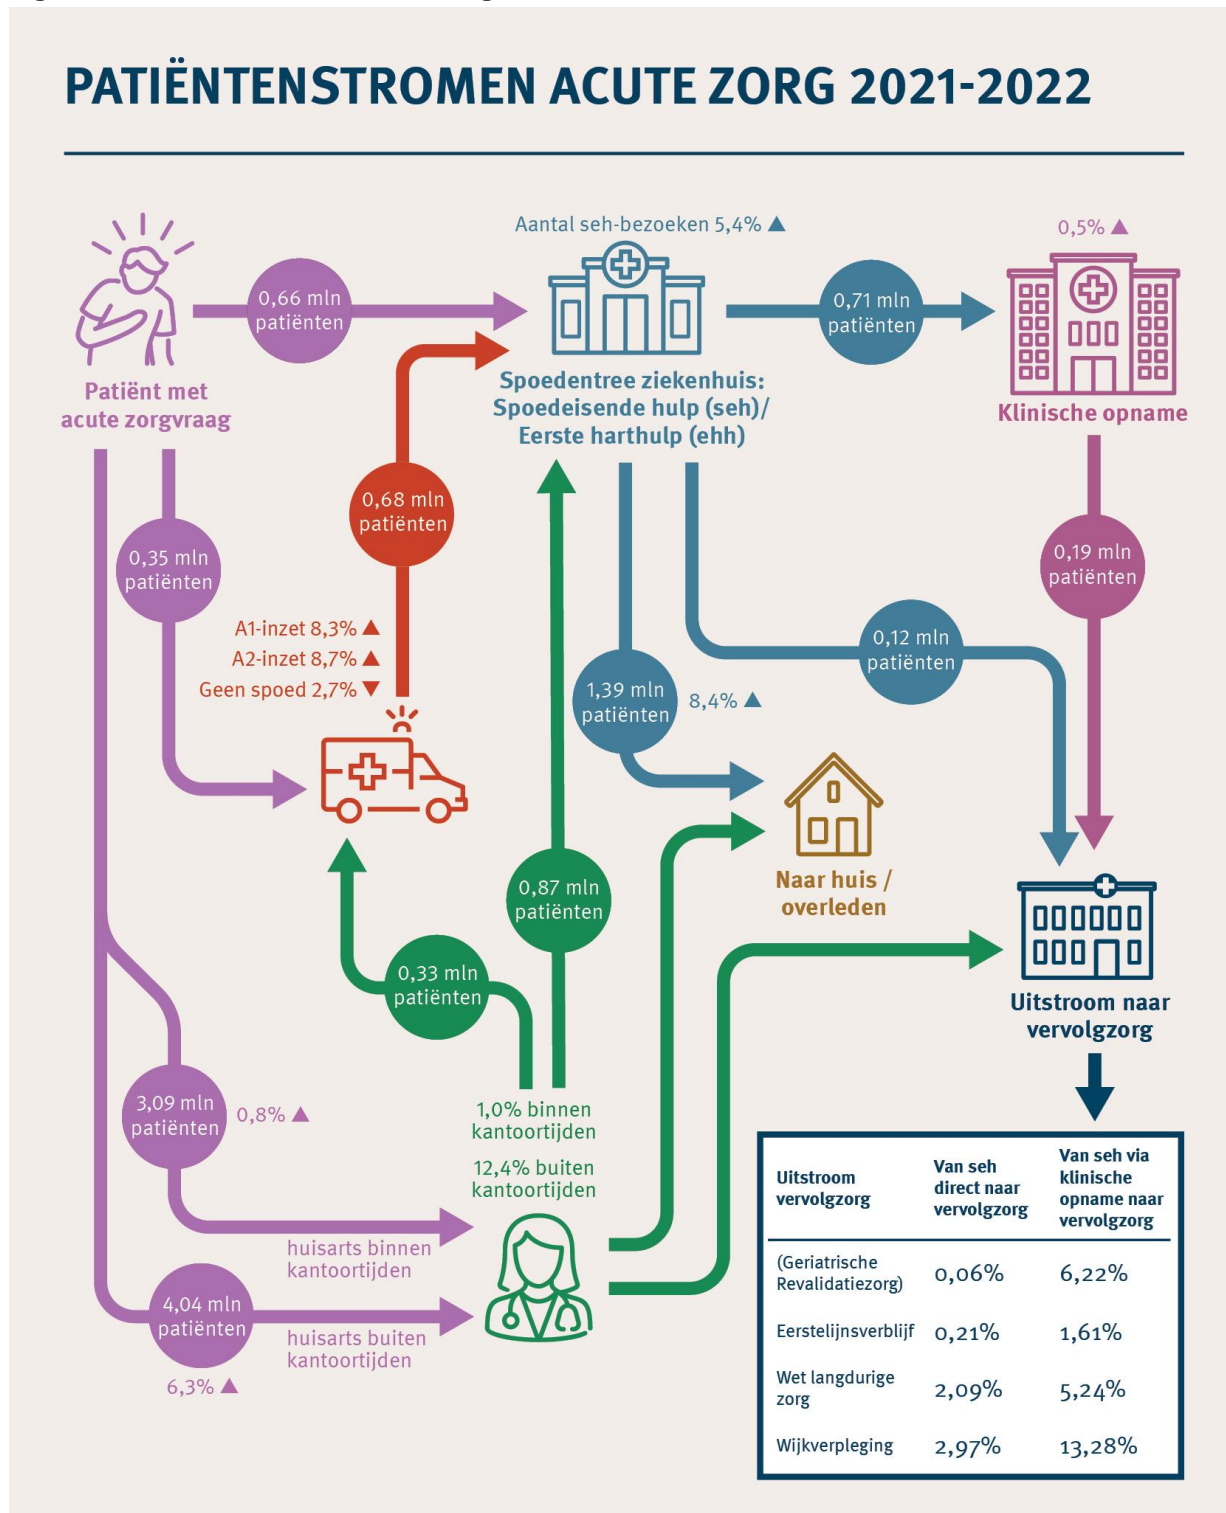 PATIËNTENSTROMEN ACUTE ZORG 2021-2022
Aantal seh-bezoeken 5,4% ▲
0,5% ▲
0,66 mln
patiënten
0,71 mln
patiënten
Patiënt met
acute zorgvraag
Spoedentree ziekenhuis:
Spoedeisende hulp (seh)/
Eerste harthulp (ehh)
Klinische opname
0,68 mln
patiënten
0,35 mln
patiënten
0,19 mln
patiënten
A1-inzet 8,3% ▲
A2-inzet 8,7% ▲
Geen spoed 2,7% ▼
0,12 mln
patiënten
1,39 mln
patiënten
8,4% ▲
Naar huis /
overleden
0,87 mln
patiënten
0,33 mln
patiënten
Uitstroom naar
vervolgzorg
3,09 mln
patiënten
0,8% ▲
1,0% binnen
kantoortijden
12,4% buiten
kantoortijden
huisarts binnen
kantoortijden
4,04 mln
patiënten
huisarts buiten
kantoortijden
6,3% ▲
Uitstroom
vervolgzorg
Van seh
direct naar
vervolgzorg
Van seh via
klinische
opname naar
vervolgzorg
(Geriatrische
Revalidatiezorg)
0,06%
6,22%
Eerstelijnsverblijf
0,21%
1,61%
Wet langdurige
zorg
2,09%
5,24%
Wijkverpleging
2,97%
13,28%